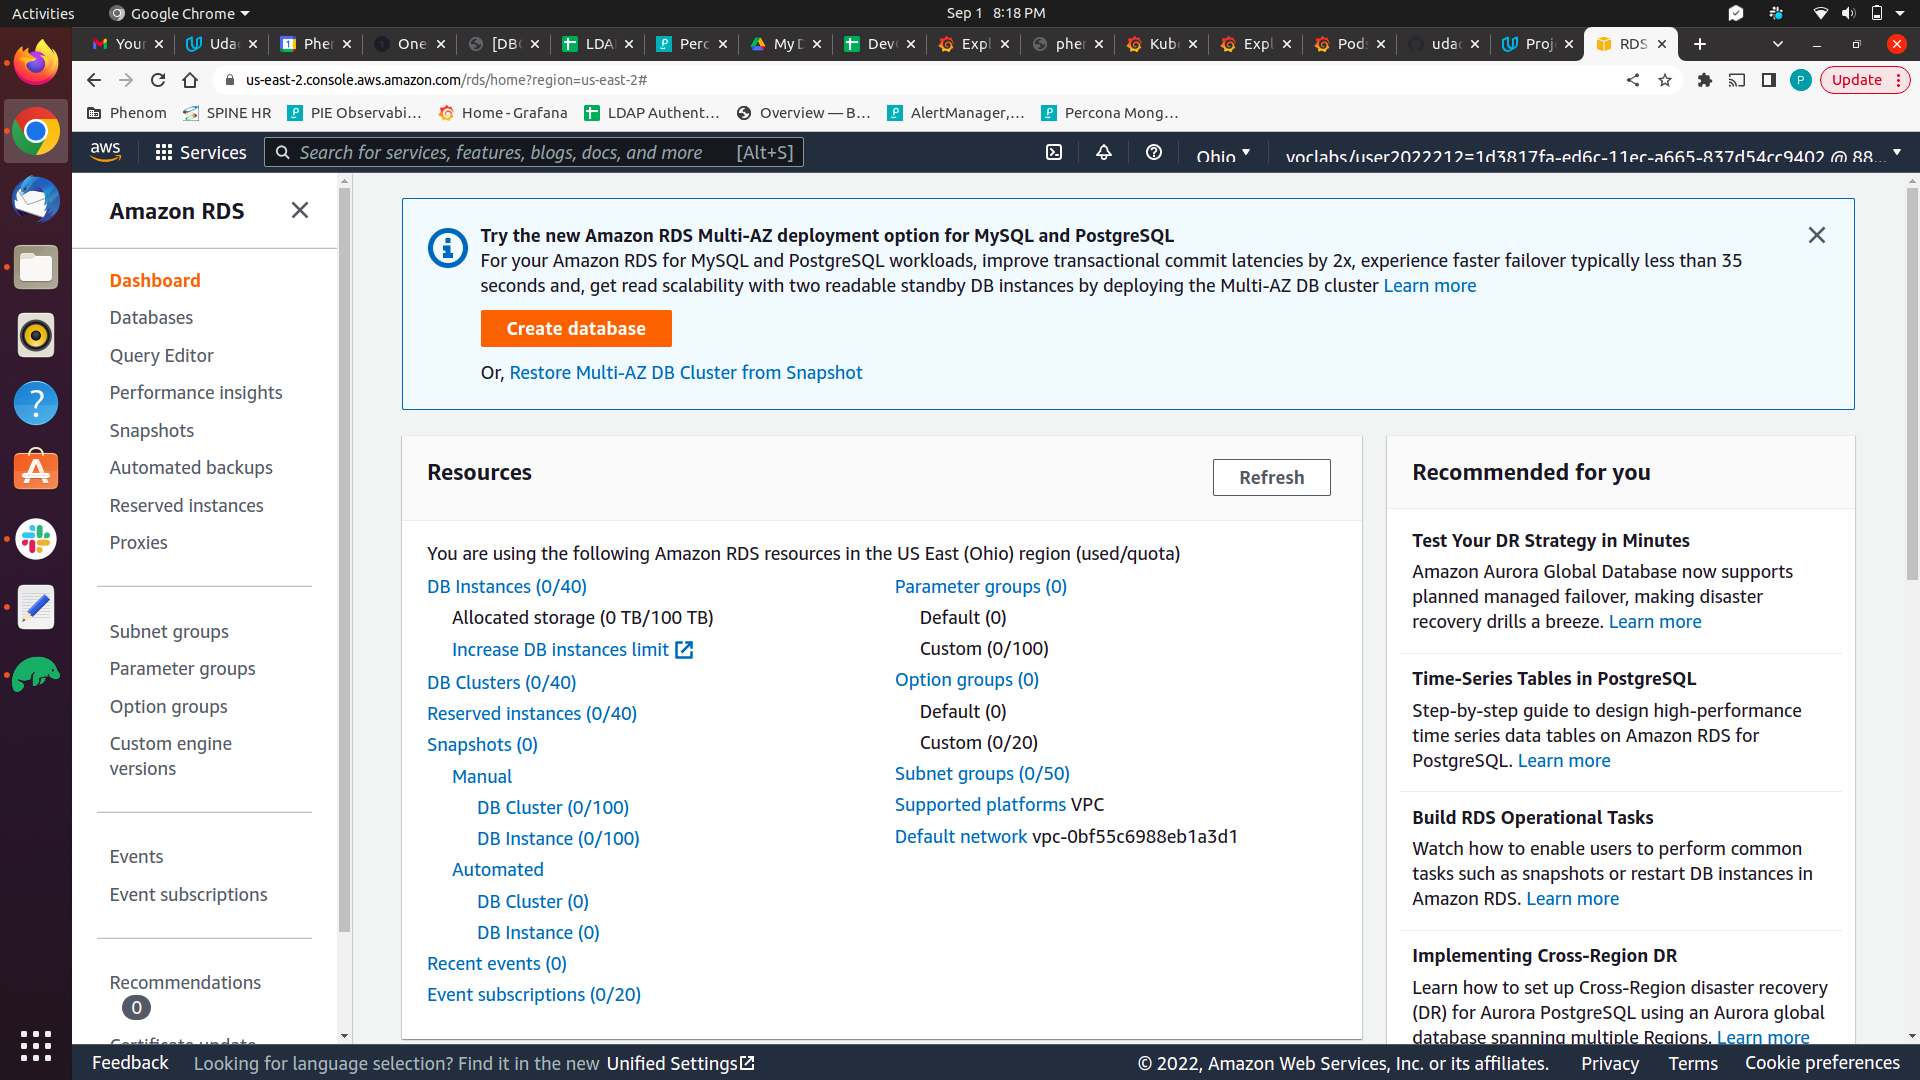 Activities
Google Chrome
Sep 1 8:18 PM
Your
Uda
Pher
One
[DB
LDA
Perc
My D
Dev
Expl
pher
Kube
Expl
Pods
udac
Proj
RDS
us-east-2.console.aws.amazon.com/rds/home?region=us-east-2#
P
Update
Phenom
SPINE HR
PIE Observabi...
Home - Grafana
LDAP Authent...
Overview — B...
AlertManager,...
Percona Mong...
aws
Services
Search for services, features, blogs, docs, and more
[Alt+S]
Ohio
voclabs/user2022212=1d3817fa-ed6c-11ec-a665-837d54cc9402 @ 88...
Amazon RDS
Dashboard
Databases
Query Editor
Performance insights
Snapshots
Automated backups
Reserved instances
Proxies
Subnet groups
Parameter groups
Option groups
Custom engine
versions
Events
Event subscriptions
Recommendations
0
Certificate update
Try the new Amazon RDS Multi-AZ deployment option for MySQL and PostgreSQL
For your Amazon RDS for MySQL and PostgreSQL workloads, improve transactional commit latencies by 2x, experience faster failover typically less than 35
seconds and, get read scalability with two readable standby DB instances by deploying the Multi-AZ DB cluster Learn more
Create database
Or, Restore Multi-AZ DB Cluster from Snapshot
Resources
Refresh
You are using the following Amazon RDS resources in the US East (Ohio) region (used/quota)
DB Instances (0/40)
Allocated storage (0 TB/100 TB)
Increase DB instances limit
DB Clusters (0/40)
Reserved instances (0/40)
Snapshots (0)
Manual
DB Cluster (0/100)
DB Instance (0/100)
Automated
DB Cluster (0)
DB Instance (0)
Recent events (0)
Event subscriptions (0/20)
Parameter groups (0)
Default (0)
Custom (0/100)
Option groups (0)
Default (0)
Custom (0/20)
Subnet groups (0/50)
Supported platforms VPC
Default network vpc-0bf55c6988eb1a3d1
Recommended for you
Test Your DR Strategy in Minutes
Amazon Aurora Global Database now supports
planned managed failover, making disaster
recovery drills a breeze. Learn more
Time-Series Tables in PostgreSQL
Step-by-step guide to design high-performance
time series data tables on Amazon RDS for
PostgreSQL. Learn more
Build RDS Operational Tasks
Watch how to enable users to perform common
tasks such as snapshots or restart DB instances in
Amazon RDS. Learn more
Implementing Cross-Region DR
Learn how to set up Cross-Region disaster recovery
(DR) for Aurora PostgreSQL using an Aurora global
database spanning multiple Regions. Learn more
Feedback
Looking for language selection? Find it in the new Unified Settings
© 2022, Amazon Web Services, Inc. or its affiliates.
Privacy
Terms
Cookie preferences